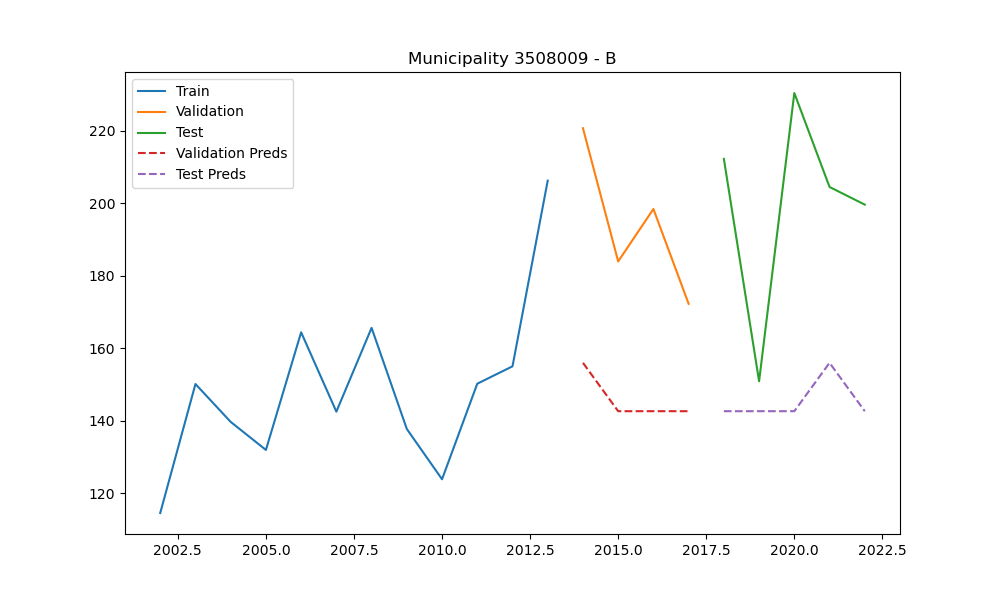 Municipality 3508009 - B
Train
Validation
Test
Validation Preds
Test Preds
220
200
180
160
140
120
2002.5 2005.0 2007.5 2010.0 2012.5 2015.0 2017.5 2020.0 2022.5